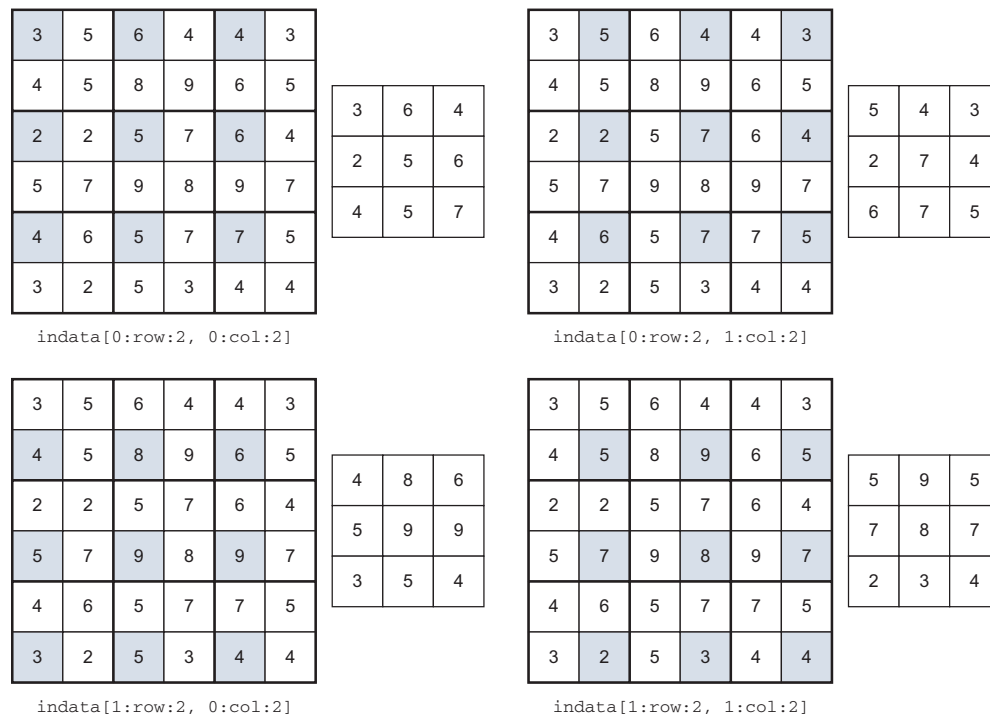 3 5 6 4 4 3
4 5 8 9 6 5
2 2 5 7 6 4
5 7 9 8 9 7
4 6 5 7 7 5
3 2 5 3 4 4
3 6 4
2 5 6
4 5 7
indata[0:row:2, 0:col:2]
3 5 6 4 4 3
4 5 8 9 6 5
2 2 5 7 6 4
5 7 9 8 9 7
4 6 5 7 7 5
3 2 5 3 4 4
5 4 3
2 7 4
6 7 5
indata[0:row:2, 1:col:2]
3 5 6 4 4 3
4 5 8 9 6 5
2 2 5 7 6 4
5 7 9 8 9 7
4 6 5 7 7 5
3 2 5 3 4 4
4 8 6
5 9 9
3 5 4
indata[1:row:2, 0:col:2]
3 5 6 4 4 3
4 5 8 9 6 5
2 2 5 7 6 4
5 7 9 8 9 7
4 6 5 7 7 5
3 2 5 3 4 4
5 9 5
7 8 7
2 3 4
indata[1:row:2, 1:col:2]